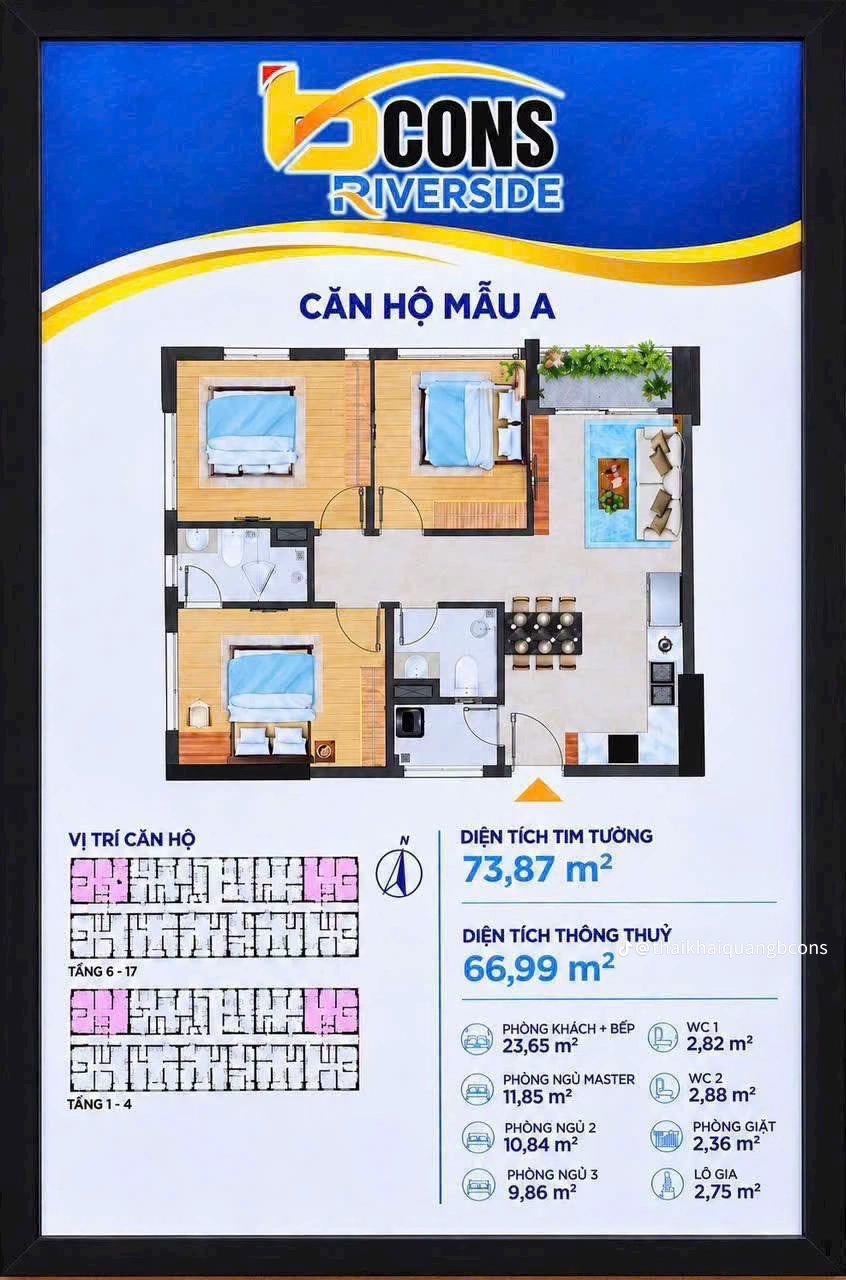 bCONS
RIVERSIDE
CĂN HỘ MẪU A
VỊ TRÍ CĂN HỘ
N
TẦNG 6 - 17
TẦNG 1 - 4
DIỆN TÍCH TIM TƯỜNG
73,87 m²
DIỆN TÍCH THÔNG THUỶ
@thaikhaiquangbcons
66,99 m²
PHÒNG KHÁCH + BẾP
23,65 m²
WC 1
2,82 m²
PHÒNG NGỦ MASTER
11,85 m²
WC 2
2,88 m²
PHÒNG NGỦ 2
10,84 m²
PHÒNG GIẶT
2,36 m²
PHÒNG NGỦ 3
9,86 m²
LÔ GIA
2,75 m²